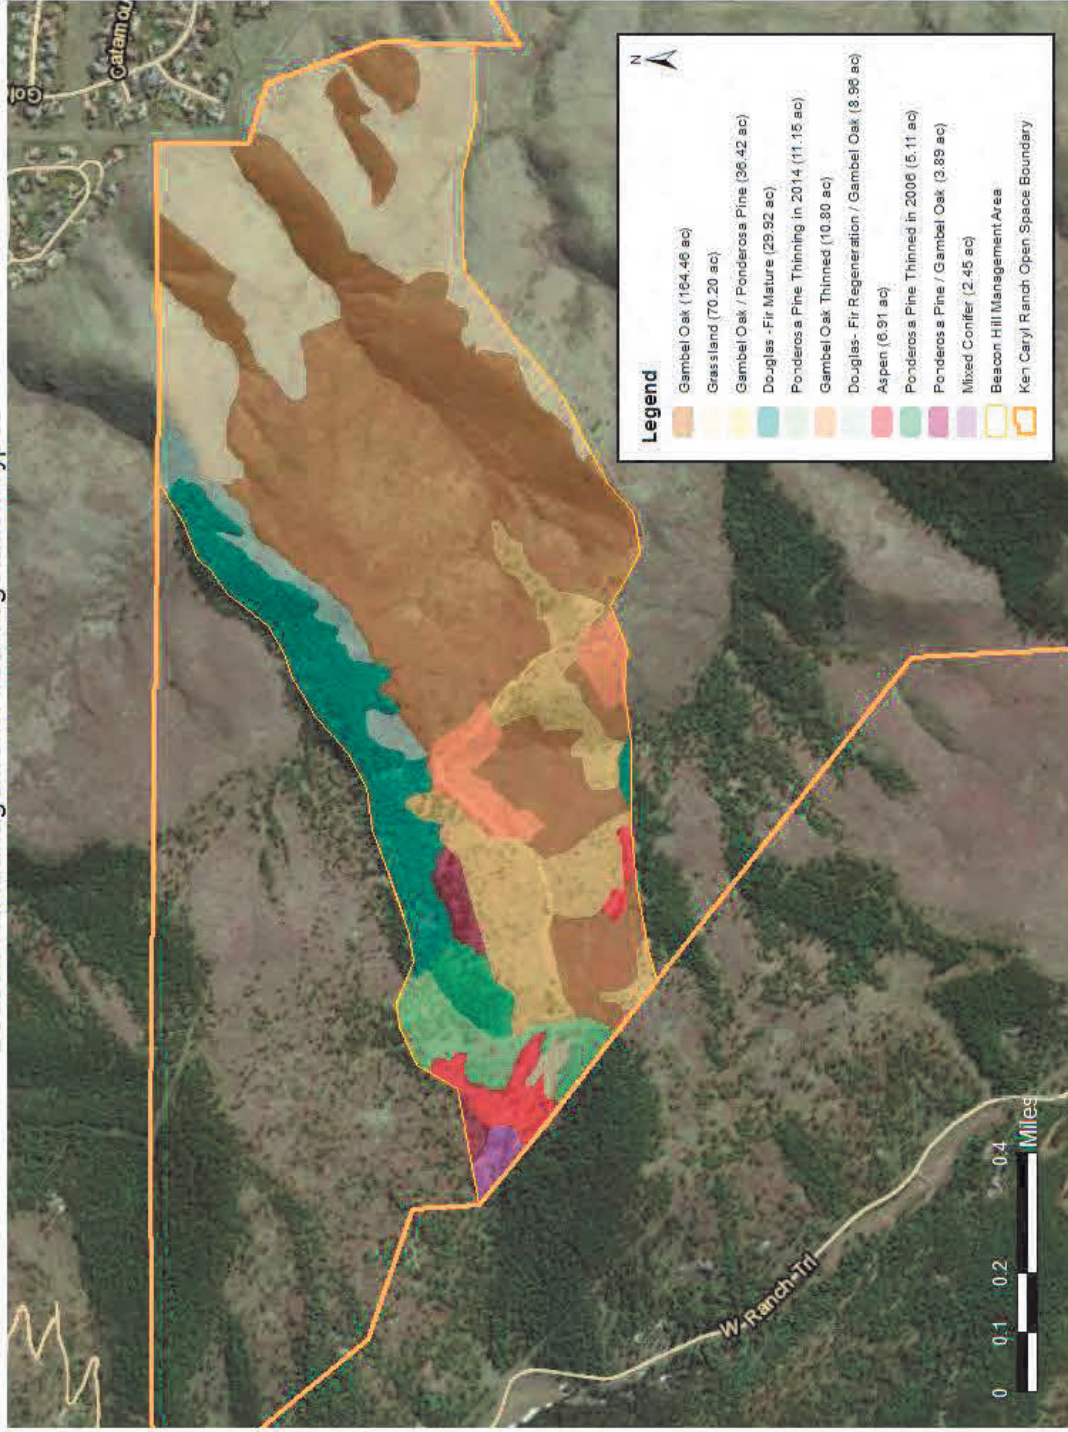 Gol
Catamou
N
Legend
Gambel Oak (164.46 ac)
Grassland (70.20 ac)
Gambel Oak / Ponderosa Pine (36.42 ac)
Douglas -Fir Mature (29.92 ac)
Ponderosa Pine Thinning in 2014 (11.15 ac)
Gambel Oak Thinned (10.80 ac)
Douglas- Fir Regeneration / Gambel Oak (8.96 ac)
Aspen (6.91 ac)
Ponderosa Pine Thinned in 2006 (5.11 ac)
Ponderosa Pine / Gambel Oak (3.89 ac)
Mixed Conifer (2.45 ac)
Beacon Hill Management Area
Ken Caryl Ranch Open Space Boundary
W-Ranch-Trl
0 0.1 0.2 0.4
Miles